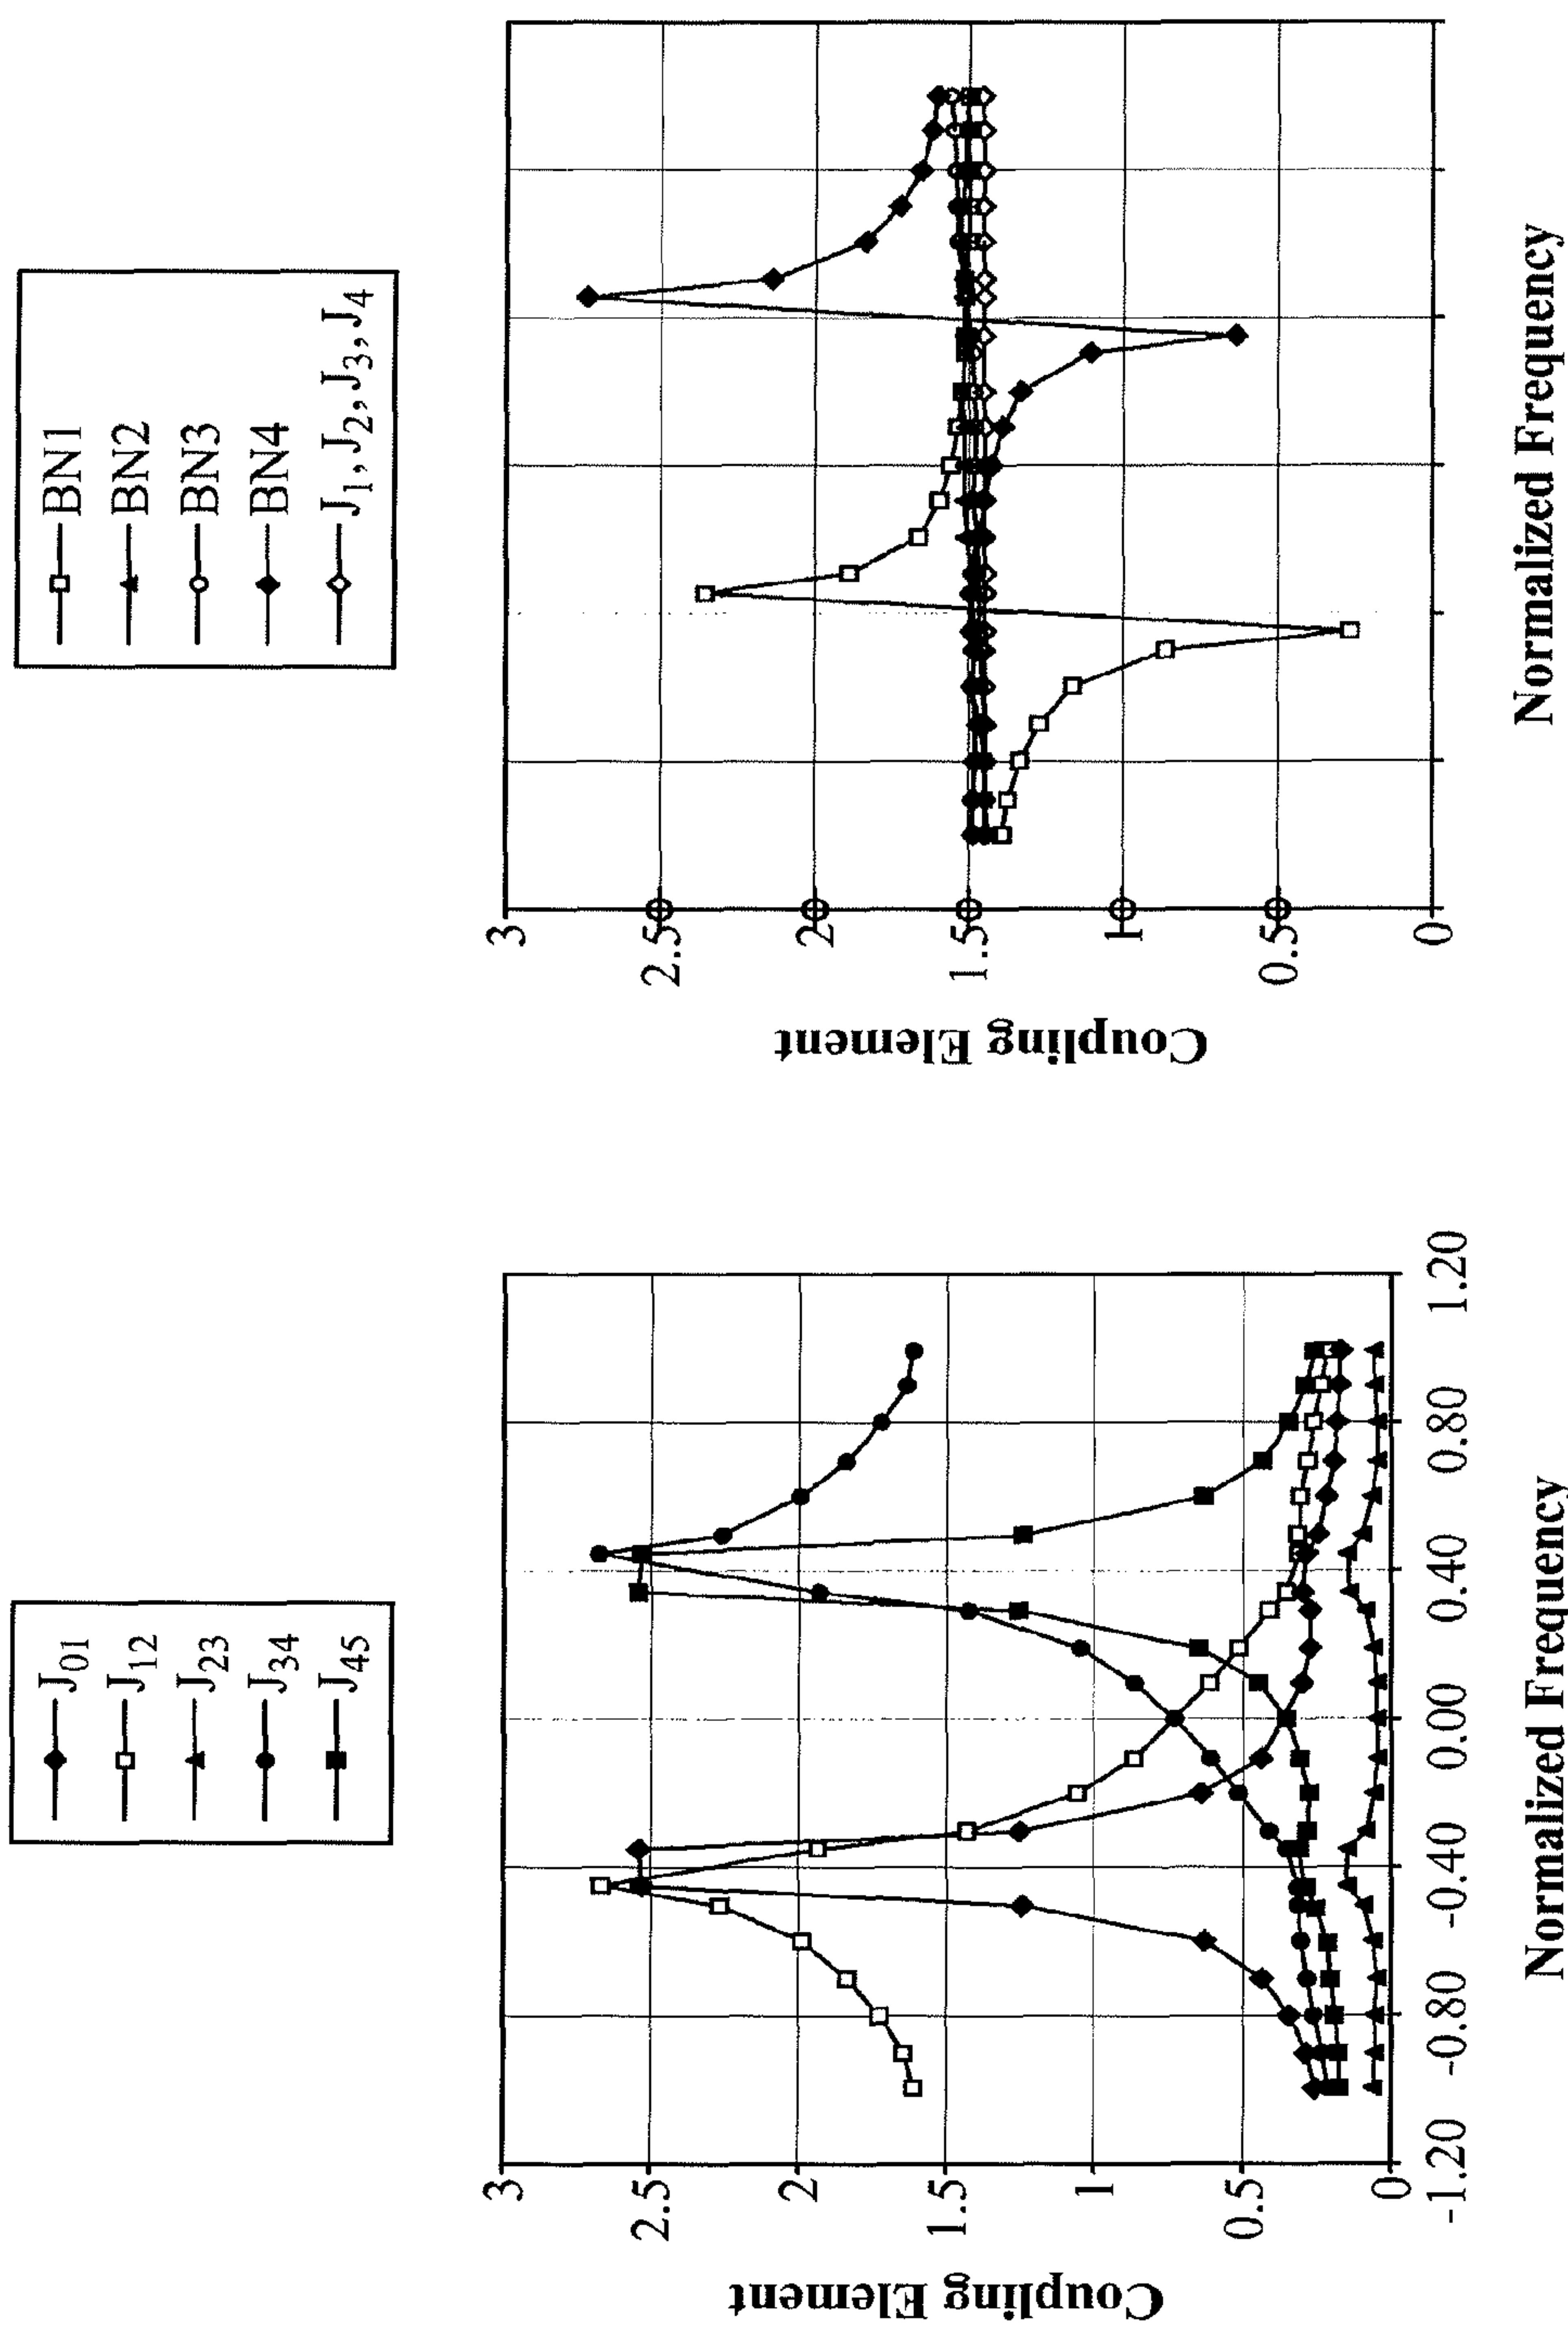 J01
J12
J23
J34
J45
Coupling Element
3
2.5
2
1.5
1
0.5
0
-1.20
-0.80
-0.40
0.00
0.40
0.80
1.20
Normalized Frequency
BN1
BN2
BN3
BN4
J1, J2, J3, J4
Coupling Element
3
2.5
2
1.5
1
0.5
0
Normalized Frequency